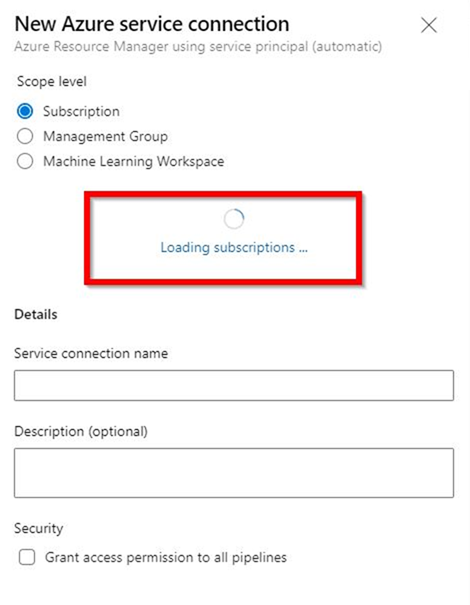 New Azure service connection
Azure Resource Manager using service principal (automatic)
Scope level
Subscription
Management Group
Machine Learning Workspace
Loading subscriptions ...
Details
Service connection name
Description (optional)
Security
Grant access permission to all pipelines